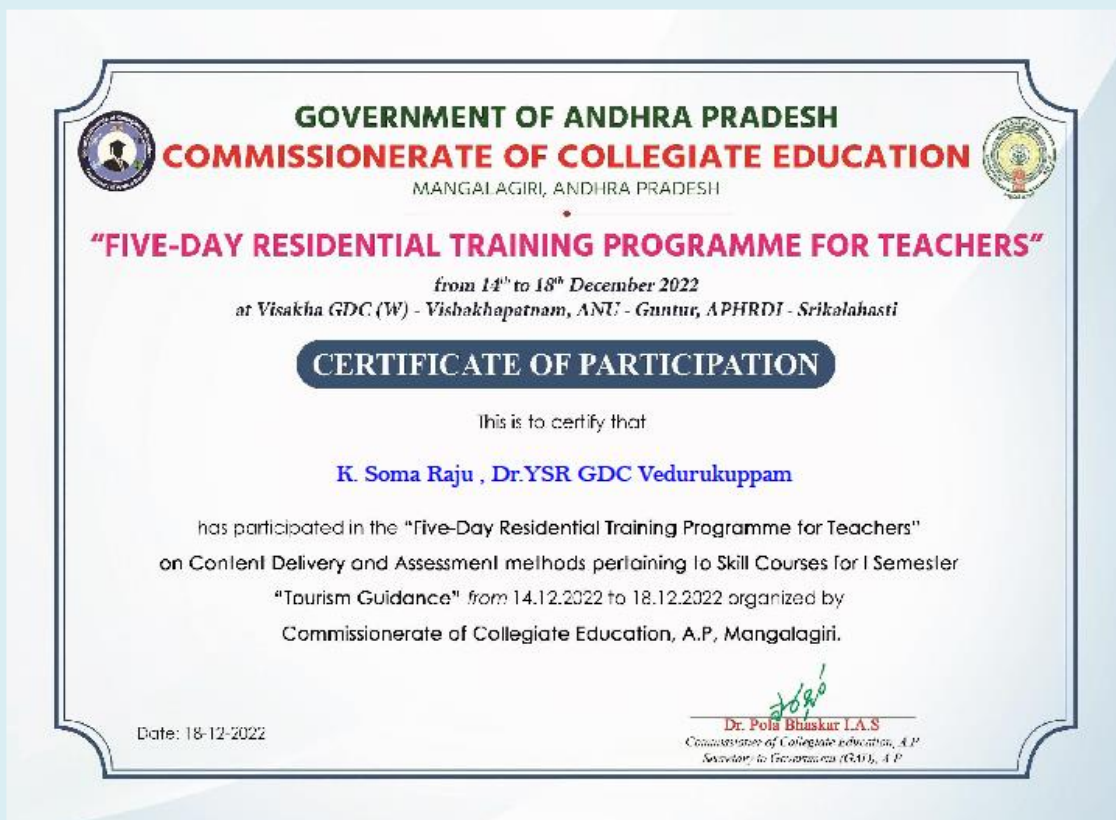 GOVERNMENT OF ANDHRA PRADESH
COMMISSIONERATE OF COLLEGIATE EDUCATION
MANGALAGIRI, ANDHRA PRADESH
"FIVE-DAY RESIDENTIAL TRAINING PROGRAMME FOR TEACHERS"
from 14th to 18th December 2022
at Visakha GDC (W) - Visbakhapatnam, ANU - Guntur, APHRDI - Srikalahasti
CERTIFICATE OF PARTICIPATION
This is to certify that
K. Soma Raju , Dr.YSR GDC Vedurukuppam
has participated in the "Five-Day Residential Training Programme for Teachers"
on Content Delivery and Assessment methods pertaining to Skill Courses for I Semester
"Tourism Guidance" from 14.12.2022 to 18.12.2022 organized by
Commissionerate of Collegiate Education, A.P, Mangalagiri.
Date: 18-12-2022
Dr. Pola Bhaskar I.A.S
Commissioner of Collegiate Education, A.P
Secretary to Government (GAD), A.P